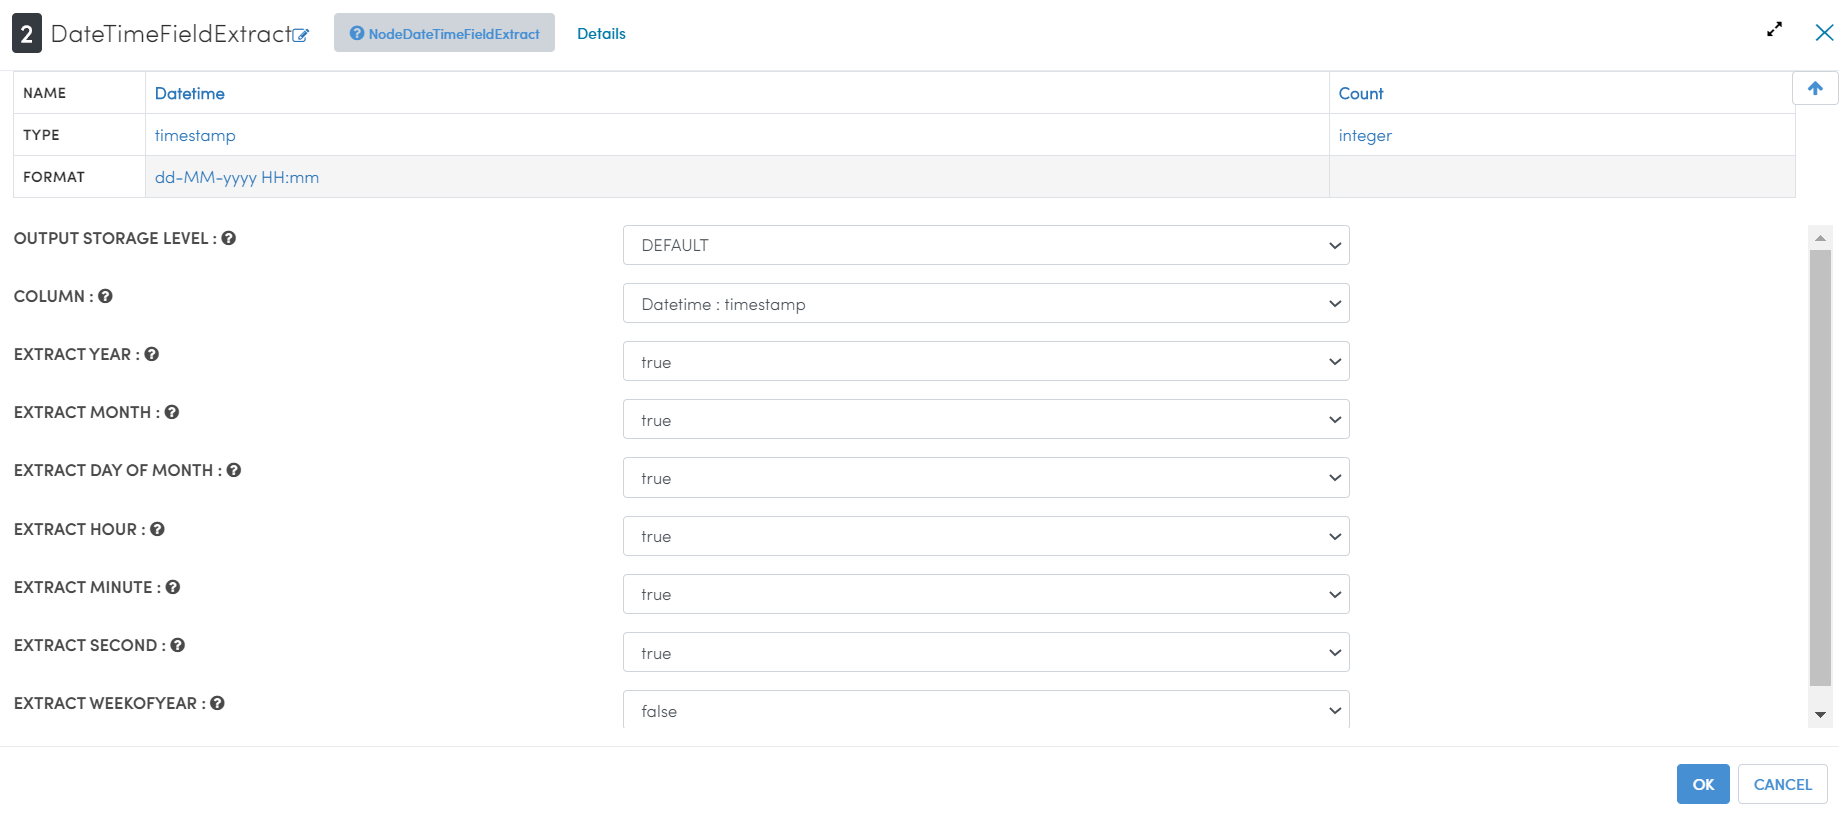 2 DateTimeFieldExtract NodeDateTimeFieldExtract Details
NAME Datetime Count
TYPE timestamp integer
FORMAT dd-MM-yyyy HH:mm
OUTPUT STORAGE LEVEL : DEFAULT
COLUMN : Datetime : timestamp
EXTRACT YEAR : true
EXTRACT MONTH : true
EXTRACT DAY OF MONTH : true
EXTRACT HOUR : true
EXTRACT MINUTE : true
EXTRACT SECOND : true
EXTRACT WEEKOFYEAR : false
OK CANCEL